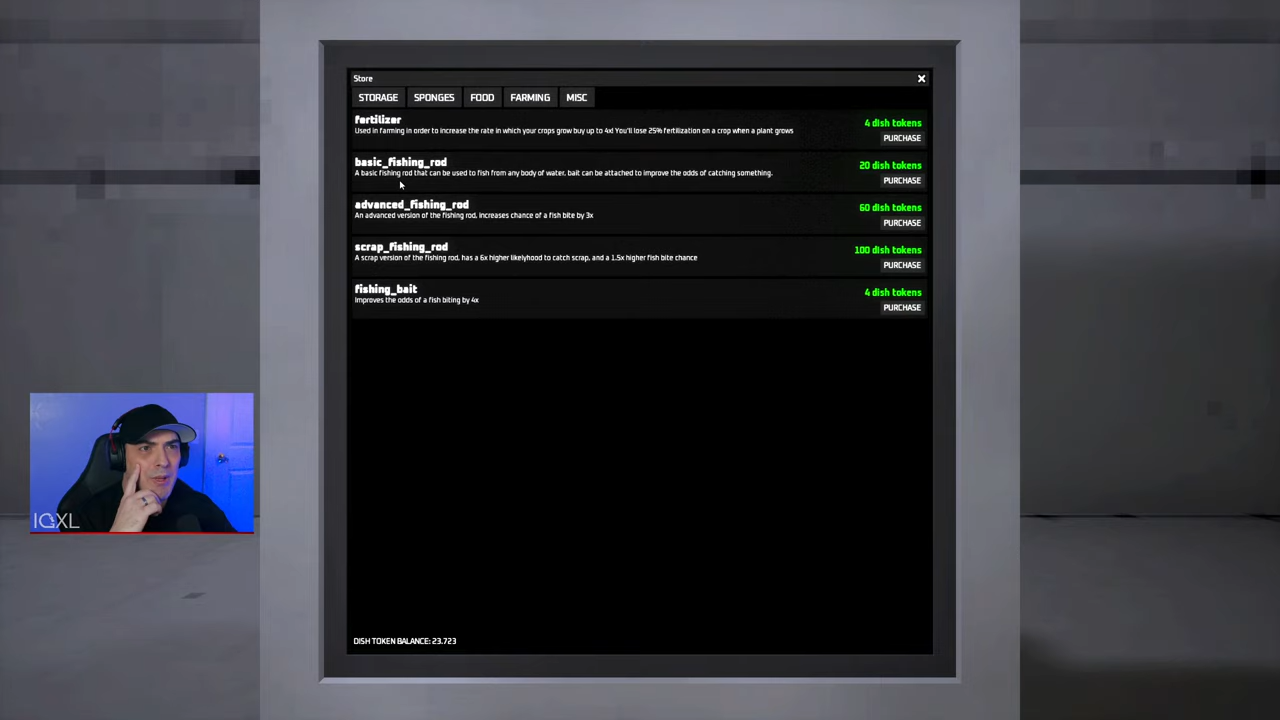 Store
STORAGE SPONGES FOOD FARMING MISC
fertilizer
4 dish tokens
Used in farming in order to increase the rate in which your crops grow buy up to 4x! You'll lose 25% fertilization on a crop when a plant grows
PURCHASE
basic_fishing_rod
20 dish tokens
A basic fishing rod that can be used to fish from any body of water, bait can be attached to improve the odds of catching something.
PURCHASE
advanced_fishing_rod
60 dish tokens
An advanced version of the fishing rod, increases chance of a fish bite by 3x
PURCHASE
scrap_fishing_rod
100 dish tokens
A scrap version of the fishing rod, has a 6x higher likelyhood to catch scrap, and a 1.5x higher fish bite chance
PURCHASE
fishing_bait
4 dish tokens
Improves the odds of a fish biting by 4x
PURCHASE
IGXL
DISH TOKEN BALANCE: 23.723